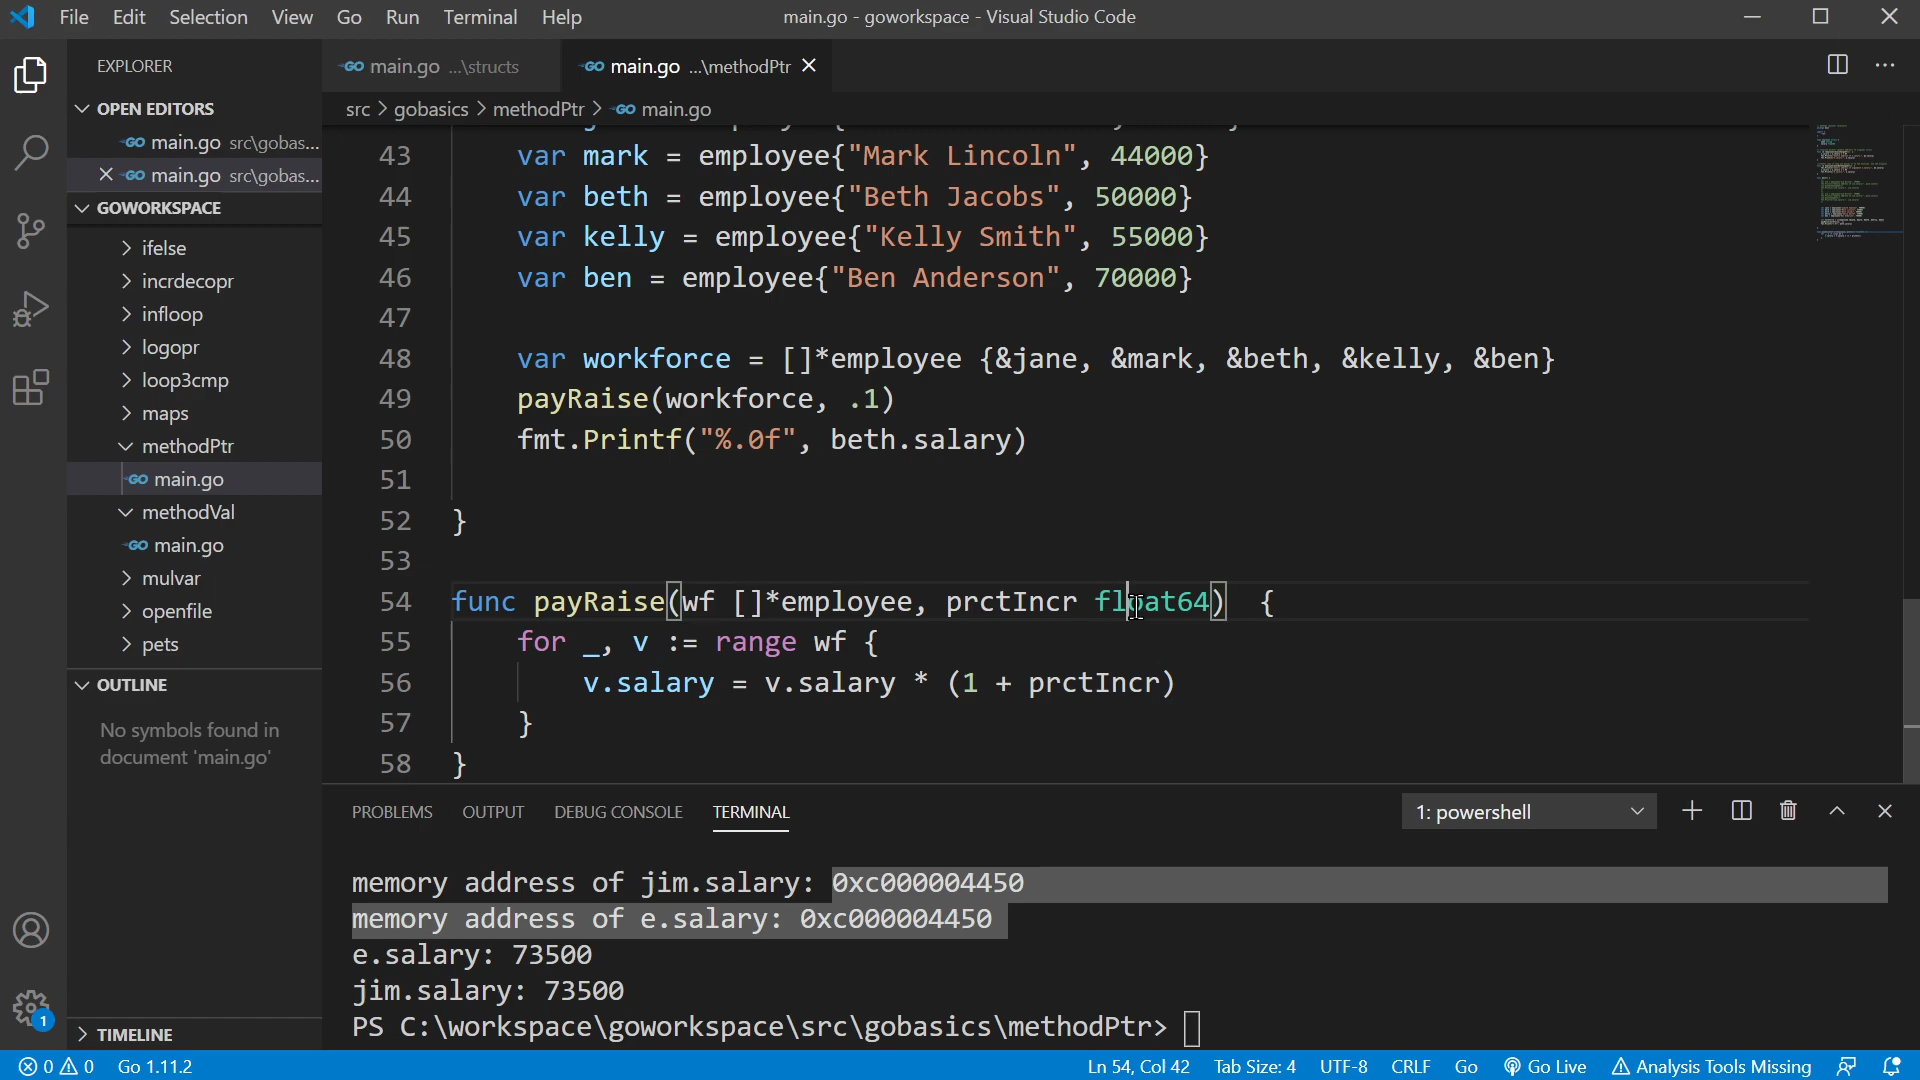 File Edit Selection View Go Run Terminal Help main.go - goworkspace - Visual Studio Code
EXPLORER
OPEN EDITORS
GO main.go src\gobas...
GO main.go src\gobas...
GOWORKSPACE
ifelse
incrdecopr
infloop
logopr
loop3cmp
maps
methodPtr
GO main.go
methodVal
GO main.go
mulvar
openfile
pets
OUTLINE
No symbols found in
document 'main.go'
TIMELINE
GO main.go ...\structs GO main.go ...\methodPtr
src > gobasics > methodPtr > GO main.go
43 var mark = employee{"Mark Lincoln", 44000}
44 var beth = employee{"Beth Jacobs", 50000}
45 var kelly = employee{"Kelly Smith", 55000}
46 var ben = employee{"Ben Anderson", 70000}
47
48 var workforce = []*employee {&jane, &mark, &beth, &kelly, &ben}
49 payRaise(workforce, .1)
50 fmt.Printf("%.0f", beth.salary)
51
52 }
53
54 func payRaise(wf []*employee, prctIncr float64) {
55 for _, v := range wf {
56 v.salary = v.salary * (1 + prctIncr)
57 }
58 }
PROBLEMS OUTPUT DEBUG CONSOLE TERMINAL 1: powershell
memory address of jim.salary: 0xc000004450
memory address of e.salary: 0xc000004450
e.salary: 73500
jim.salary: 73500
PS C:\workspace\goworkspace\src\gobasics\methodPtr>
1
0 0 Go 1.11.2 Ln 54, Col 42 Tab Size: 4 UTF-8 CRLF Go Go Live Analysis Tools Missing